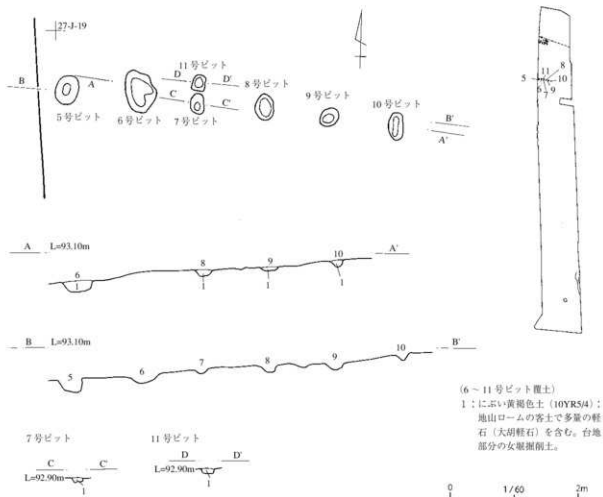 27-J-19
11号ピット
D D'
8号ピット
B A
9号ピット
10号ピット
C C'
5号ピット
6号ピット
7号ピット
B'
A'
8
5 11 10
6 9
7
A L=93.10m A'
6 8 9 10
1 1 1 1
B L=93.10m B'
5 6 7 8 9 10
(6～11号ピット覆土)
1:にぶい黄褐色土(10YR5/4):
地山ロームの客土で多量の軽
石(大胡軽石)を含む。台地
部分の女堀掘削土。
7号ピット
C C'
L=92.90m
1
11号ピット
D D'
L=92.90m
1
0 1/60 2m